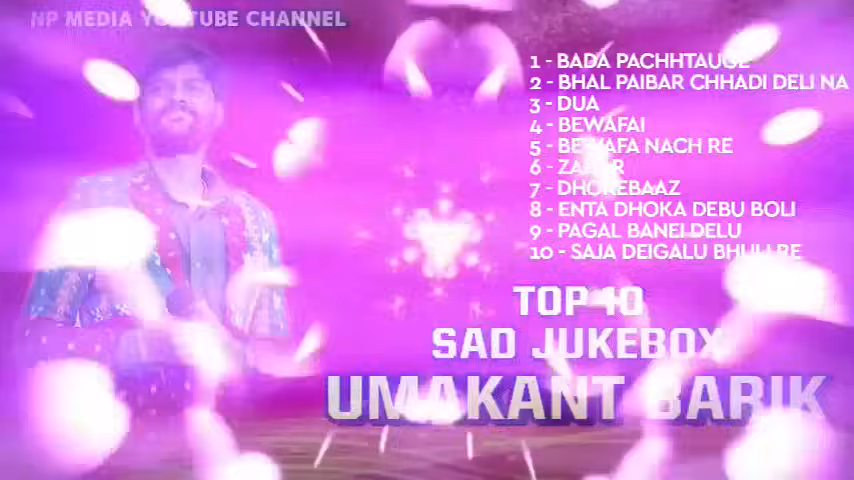 NP MEDIA YOUTUBE CHANNEL
1 - BADA PACHHTAUGE
2 - BHAL PAIBAR CHHADI DELI NA
3 - DUA
4 - BEWAFAI
5 - BEWAFA NACH RE
6 -
7 - DHOKEBAAZ
8 - ENTA DHOKA DEBU BOLI
9 - PAGAL BANEI DELU
10 - SAJA DEIGALU BHULI RE
TOP 10
SAD JUKEBOX
UMAKANT BARIK